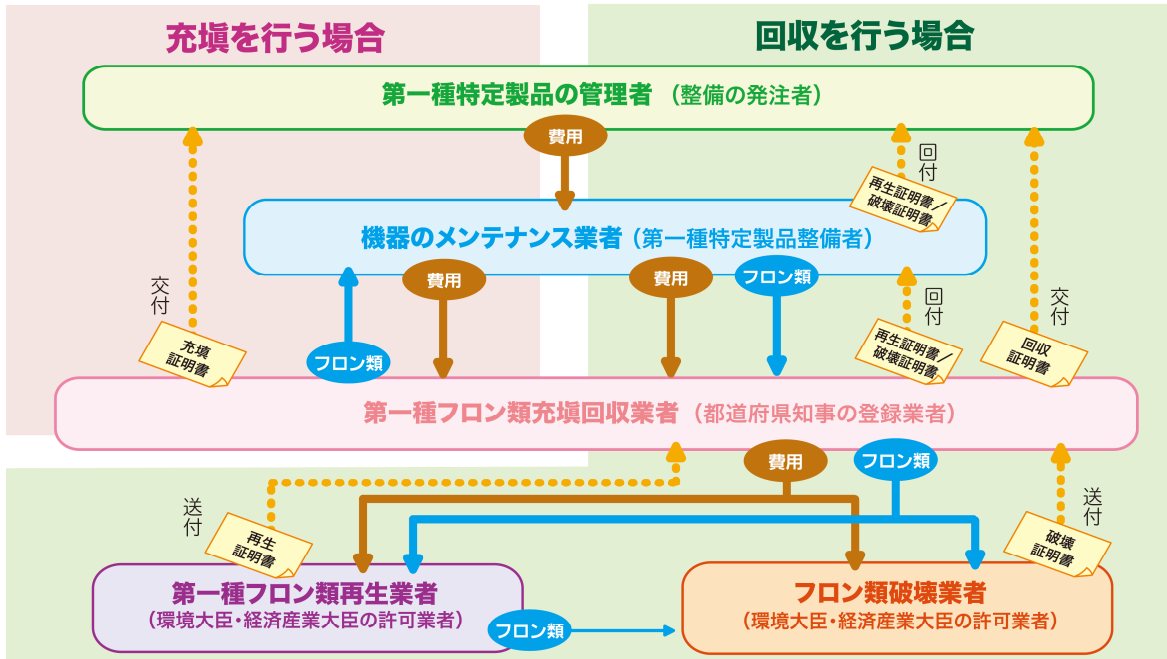 充塡を行う場合
回収を行う場合
第一種特定製品の管理者（整備の発注者）
費用
回付
再生証明書／
破壊証明書
機器のメンテナンス業者（第一種特定製品整備者）
交付
充填
証明書
フロン類
費用
費用
フロン類
回付
再生証明書／
破壊証明書
交付
回収
証明書
第一種フロン類充塡回収業者（都道府県知事の登録業者）
費用
フロン類
送付
再生
証明書
送付
破壊
証明書
第一種フロン類再生業者
（環境大臣・経済産業大臣の許可業者）
フロン類
フロン類破壊業者
（環境大臣・経済産業大臣の許可業者）